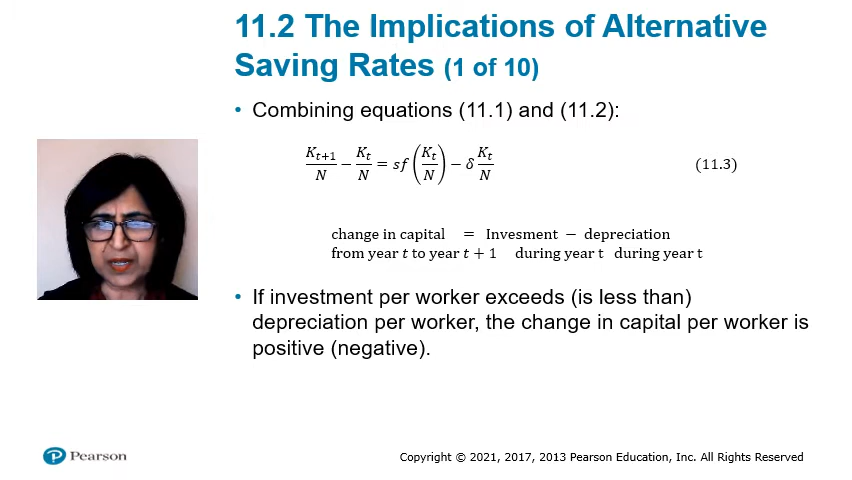 11.2 The Implications of Alternative
Saving Rates (1 of 10)
• Combining equations (11.1) and (11.2):
K_{t+1}/N − K_t/N = sf(K_t/N) − δ K_t/N (11.3)
change in capital = Invesment − depreciation
from year t to year t + 1 during year t during year t
• If investment per worker exceeds (is less than)
depreciation per worker, the change in capital per worker is
positive (negative).
Pearson
Copyright © 2021, 2017, 2013 Pearson Education, Inc. All Rights Reserved